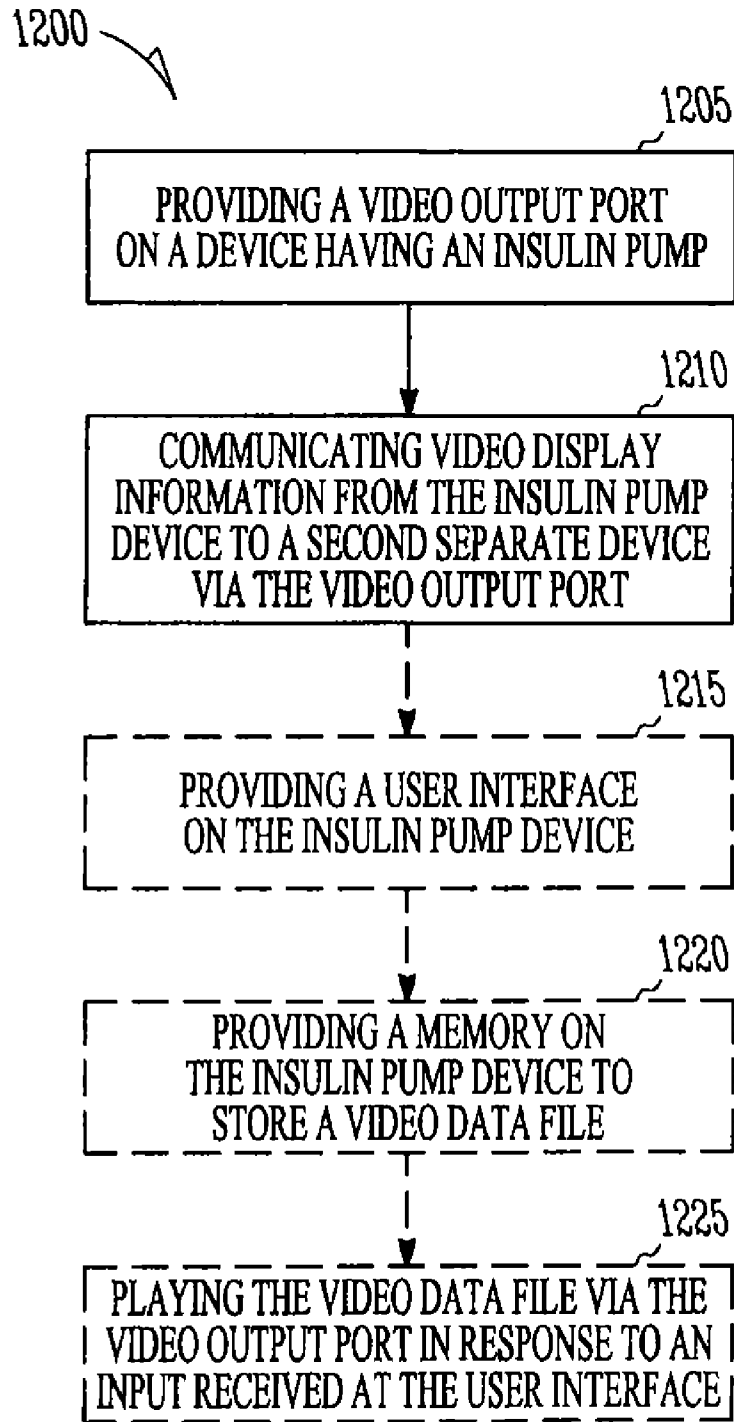 1200
1205
PROVIDING A VIDEO OUTPUT PORT
ON A DEVICE HAVING AN INSULIN PUMP
1210
COMMUNICATING VIDEO DISPLAY
INFORMATION FROM THE INSULIN PUMP
DEVICE TO A SECOND SEPARATE DEVICE
VIA THE VIDEO OUTPUT PORT
1215
PROVIDING A USER INTERFACE
ON THE INSULIN PUMP DEVICE
1220
PROVIDING A MEMORY ON
THE INSULIN PUMP DEVICE TO
STORE A VIDEO DATA FILE
1225
PLAYING THE VIDEO DATA FILE VIA THE
VIDEO OUTPUT PORT IN RESPONSE TO AN
INPUT RECEIVED AT THE USER INTERFACE